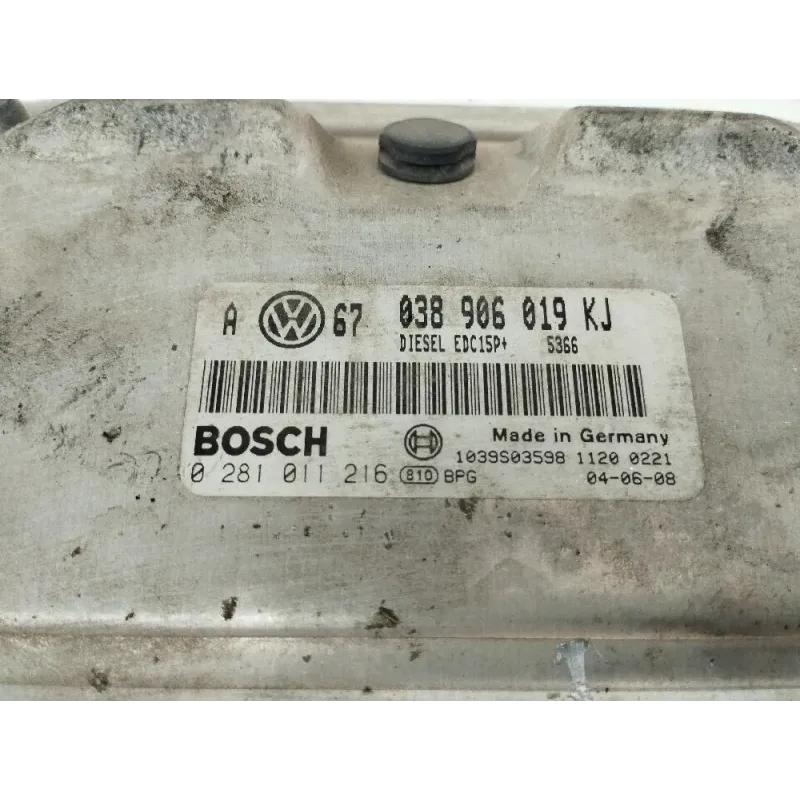 A VW 67 038 906 019 KJ
DIESEL EDC15P+ 5366
BOSCH Made in Germany
1039S03598 1120 0221
0 281 011 216 810 BPG 04-06-08